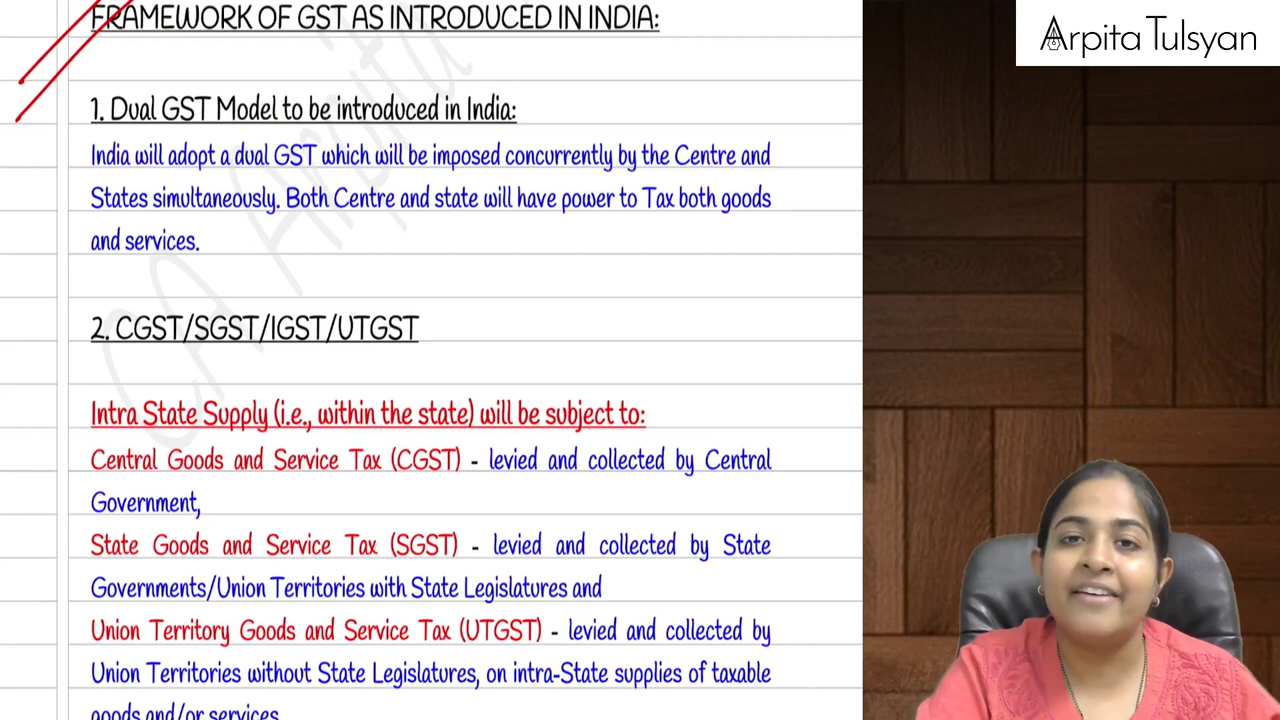 FRAMEWORK OF GST AS INTRODUCED IN INDIA:
Arpita Tulsyan
1. Dual GST Model to be introduced in India:
India will adopt a dual GST which will be imposed concurrently by the Centre and
States simultaneously. Both Centre and state will have power to Tax both goods
and services.
2. CGST/SGST/IGST/UTGST
Intra State Supply (i.e., within the state) will be subject to:
Central Goods and Service Tax (CGST) - levied and collected by Central
Government,
State Goods and Service Tax (SGST) - levied and collected by State
Governments/Union Territories with State Legislatures and
Union Territory Goods and Service Tax (UTGST) - levied and collected by
Union Territories without State Legislatures, on intra-State supplies of taxable
goods and/or services
CA Arpita